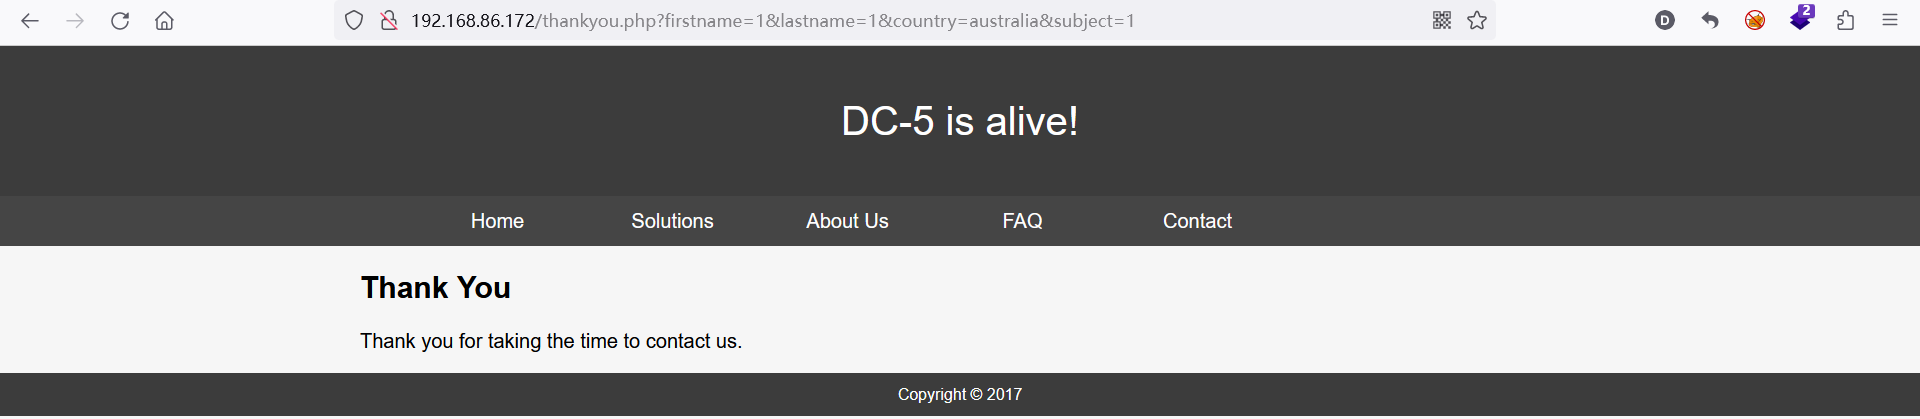 192.168.86.172/thankyou.php?firstname=1&lastname=1&country=australia&subject=1
D
2
DC-5 is alive!
Home Solutions About Us FAQ Contact
Thank You
Thank you for taking the time to contact us.
Copyright © 2017